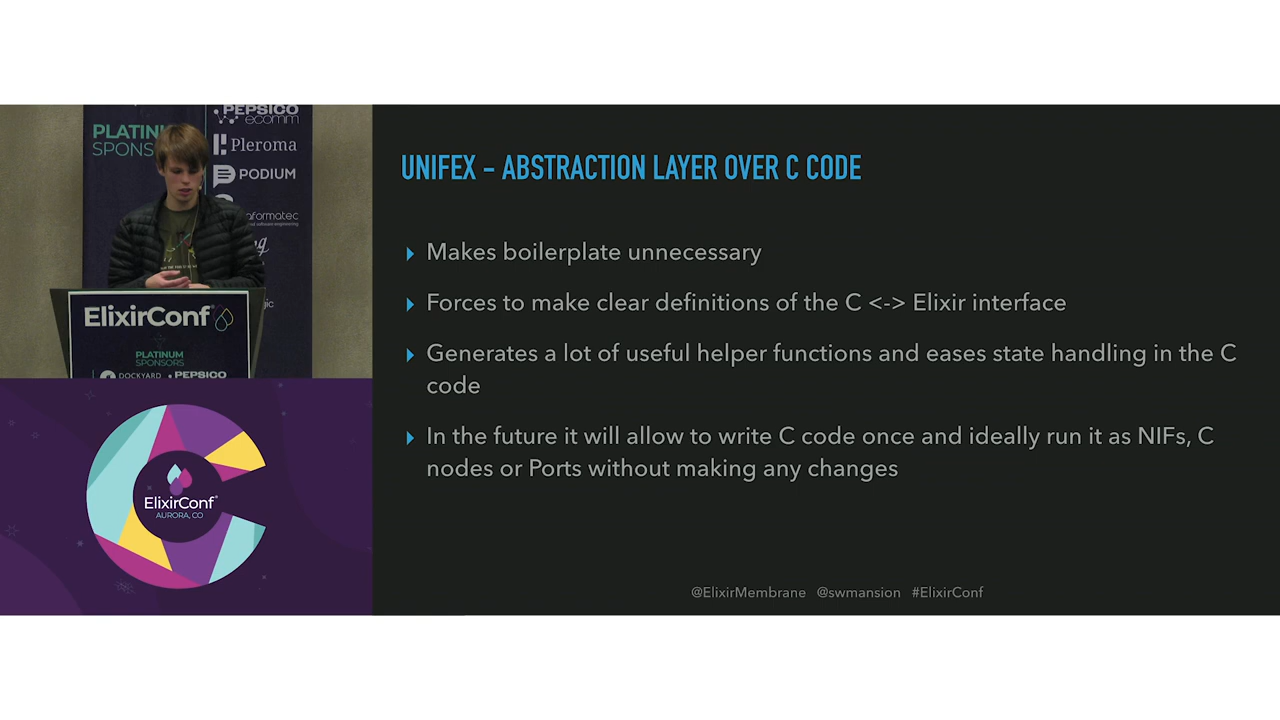 PEPSICO
ecomm
PLATINUM
SPONS
Pleroma
PODIUM
ElixirConf
PLATINUM
SPONSORS
DOCKYARD
PEPSICO
ElixirConf
AURORA, CO
UNIFEX - ABSTRACTION LAYER OVER C CODE
Makes boilerplate unnecessary
Forces to make clear definitions of the C <-> Elixir interface
Generates a lot of useful helper functions and eases state handling in the C
code
In the future it will allow to write C code once and ideally run it as NIFs, C
nodes or Ports without making any changes
@ElixirMembrane @swmansion #ElixirConf